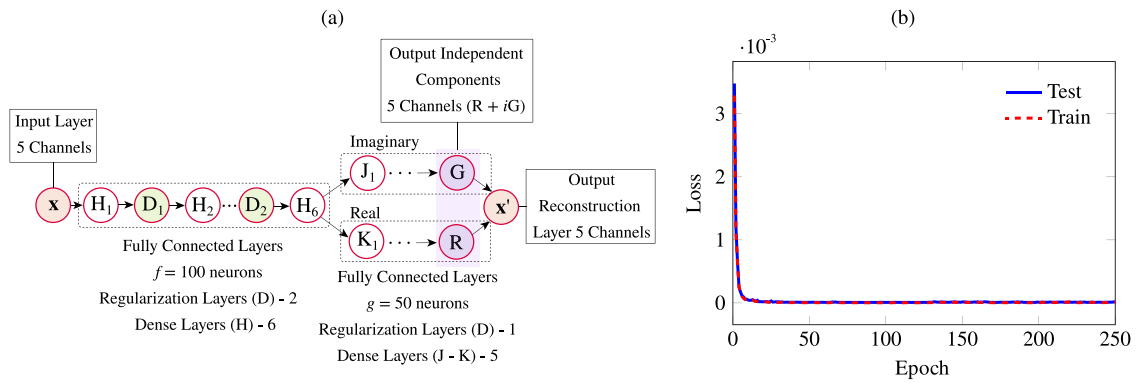 (a)
Output Independent
Components
5 Channels (R + iG)
Input Layer
5 Channels
Imaginary
x H₁ D₁ H₂ ··· D₂ H₆
J₁ ··· G
x'
Real
K₁ ··· R
Output
Reconstruction
Layer 5 Channels
Fully Connected Layers
f = 100 neurons
Regularization Layers (D) - 2
Dense Layers (H) - 6
Fully Connected Layers
g = 50 neurons
Regularization Layers (D) - 1
Dense Layers (J - K) - 5
(b)
·10⁻³
Test
Train
3
2
1
0
Loss
0 50 100 150 200 250
Epoch